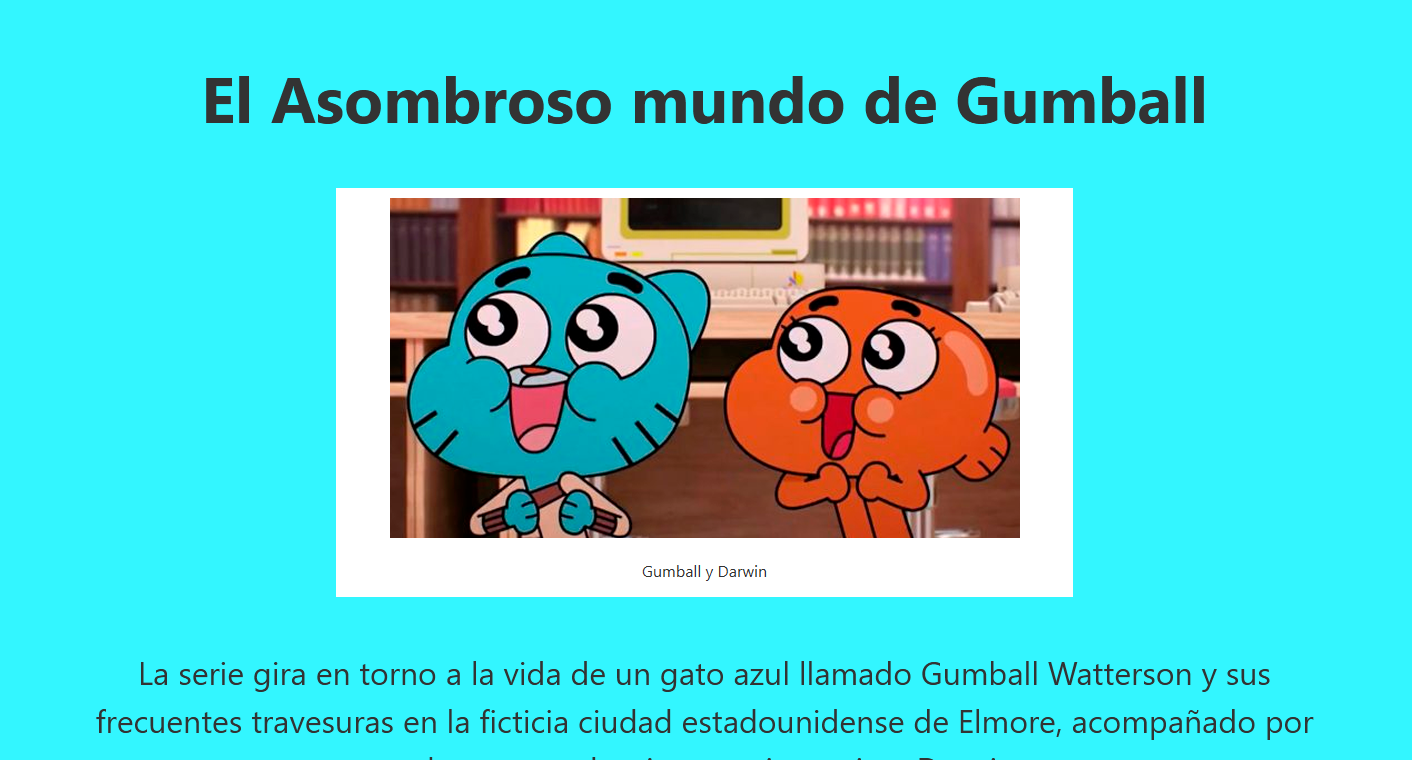 El Asombroso mundo de Gumball
Gumball y Darwin
La serie gira en torno a la vida de un gato azul llamado Gumball Watterson y sus
frecuentes travesuras en la ficticia ciudad estadounidense de Elmore, acompañado por